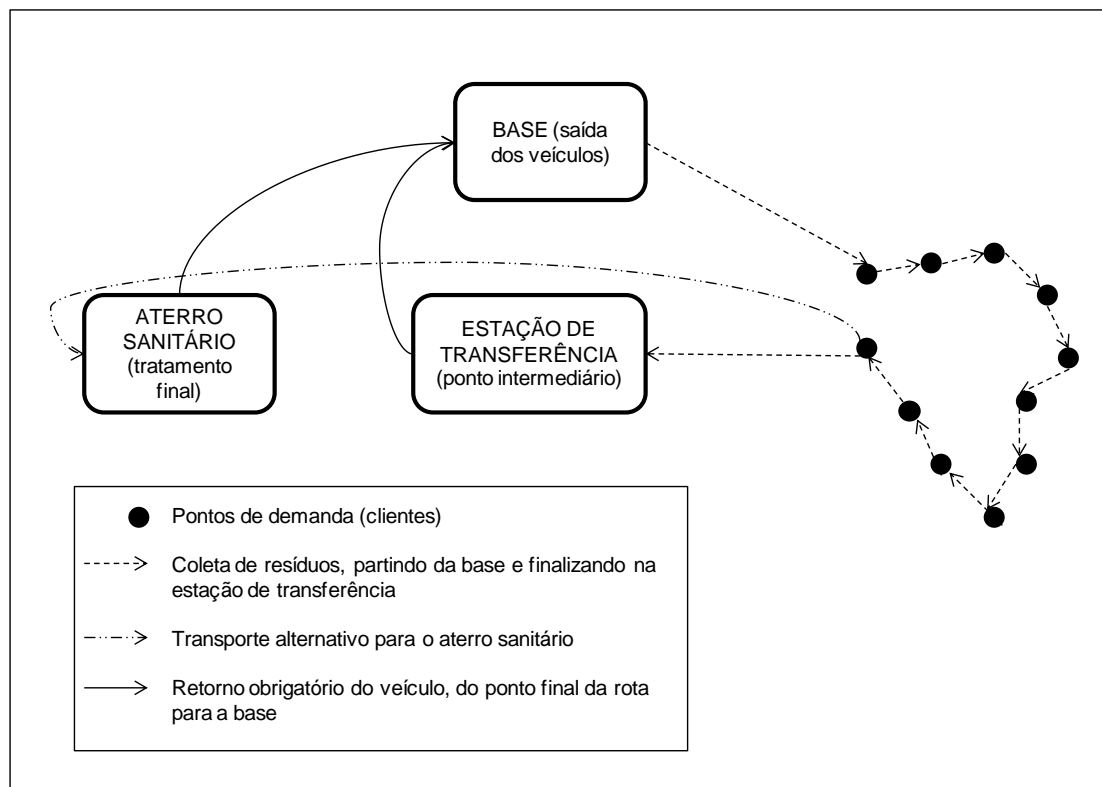 BASE (saída
dos veículos)
ATERRO
SANITÁRIO
(tratamento
final)
ESTAÇÃO DE
TRANSFERÊNCIA
(ponto intermediário)
Pontos de demanda (clientes)
Coleta de resíduos, partindo da base e finalizando na
estação de transferência
Transporte alternativo para o aterro sanitário
Retorno obrigatório do veículo, do ponto final da rota
para a base